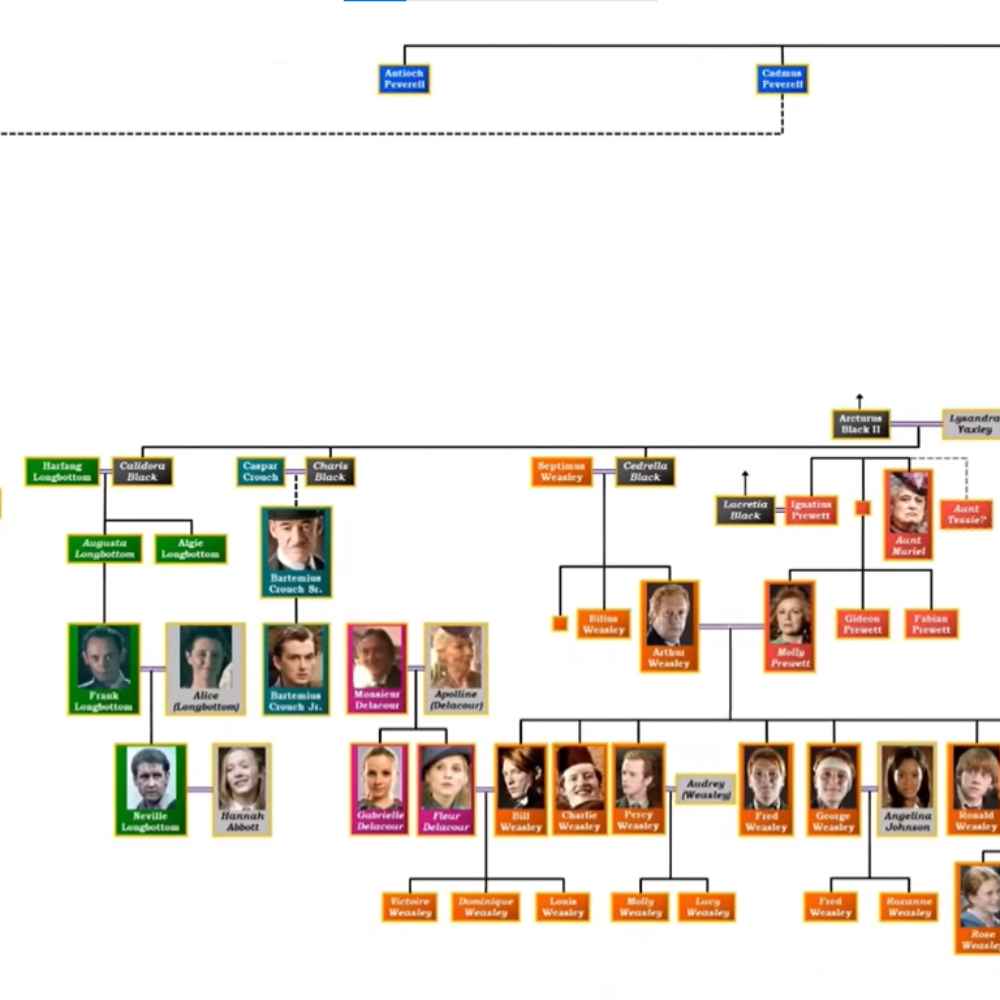 Antioch
Peverell
Cadmus
Peverell
Arcturus
Black II
Lysandra
Yaxley
Harfang
Longbottom
Calidora
Black
Caspar
Crouch
Charis
Black
Septimus
Weasley
Cedrella
Black
Lucretia
Black
Ignatius
Prewett
Aunt
Muriel
Aunt
Tessie?
Augusta
Longbottom
Algie
Longbottom
Bartemius
Crouch Sr.
Bilius
Weasley
Arthur
Weasley
Molly
Prewett
Gideon
Prewett
Fabian
Prewett
Frank
Longbottom
Alice
(Longbottom)
Bartemius
Crouch Jr.
Monsieur
Delacour
Apolline
(Delacour)
Neville
Longbottom
Hannah
Abbott
Gabrielle
Delacour
Fleur
Delacour
Bill
Weasley
Charlie
Weasley
Percy
Weasley
Audrey
(Weasley)
Fred
Weasley
George
Weasley
Angelina
Johnson
Ronald
Weasley
Victoire
Weasley
Dominique
Weasley
Louis
Weasley
Molly
Weasley
Lucy
Weasley
Fred
Weasley
Roxanne
Weasley
Rose
Weasley